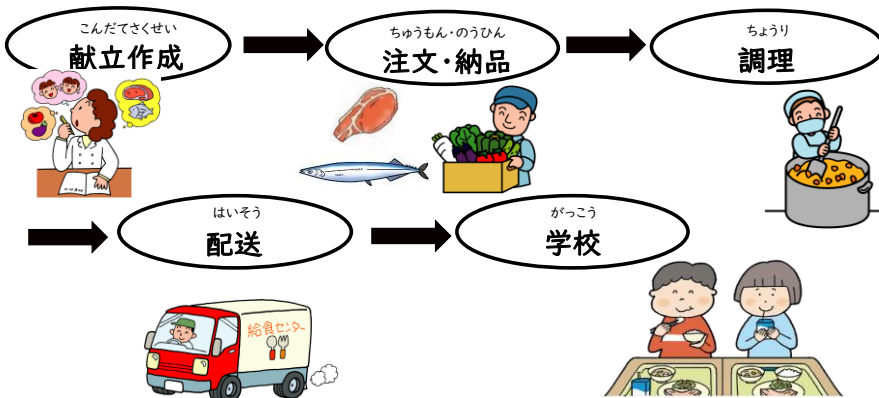 こんだてさくせい
献立作成
ちゅうもん・のうひん
注文・納品
ちょうり
調理
はいそう
配送
がっこう
学校
給食センター